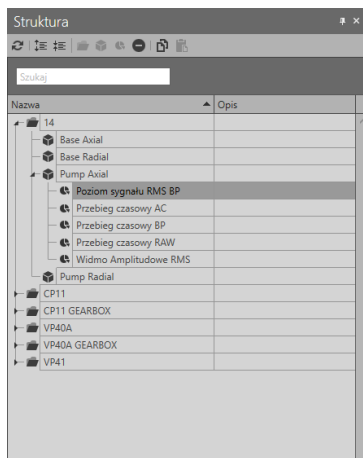 Struktura
Szukaj
Nazwa Opis
14
Base Axial
Base Radial
Pump Axial
Poziom sygnału RMS BP
Przebieg czasowy AC
Przebieg czasowy BP
Przebieg czasowy RAW
Widmo Amplitudowe RMS
Pump Radial
CP11
CP11 GEARBOX
VP40A
VP40A GEARBOX
VP41